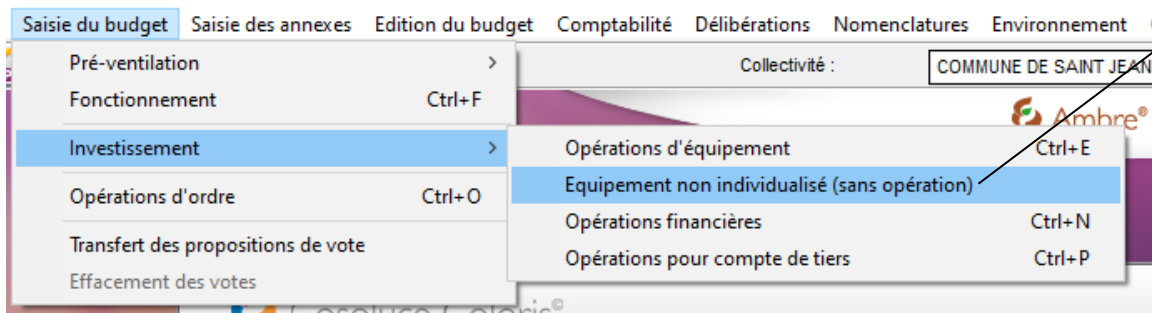 Saisie du budget Saisie des annexes Edition du budget Comptabilité Délibérations Nomenclatures Environnement
Pré-ventilation >
Collectivité : COMMUNE DE SAINT JEAN
Fonctionnement Ctrl+F
Ambre®
Investissement >
Opérations d'équipement Ctrl+E
Equipement non individualisé (sans opération)
Opérations d'ordre Ctrl+O
Opérations financières Ctrl+N
Transfert des propositions de vote
Opérations pour compte de tiers Ctrl+P
Effacement des votes